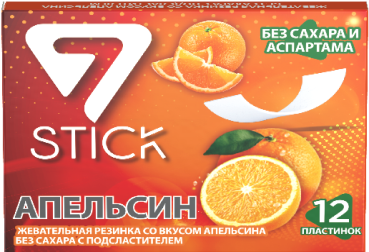 БЕЗ САХАРА И
АСПАРТАМА
7
STICK
АПЕЛЬСИН
ЖЕВАТЕЛЬНАЯ РЕЗИНКА СО ВКУСОМ АПЕЛЬСИНА
БЕЗ САХАРА С ПОДСЛАСТИТЕЛЕМ
12
ПЛАСТИНОК